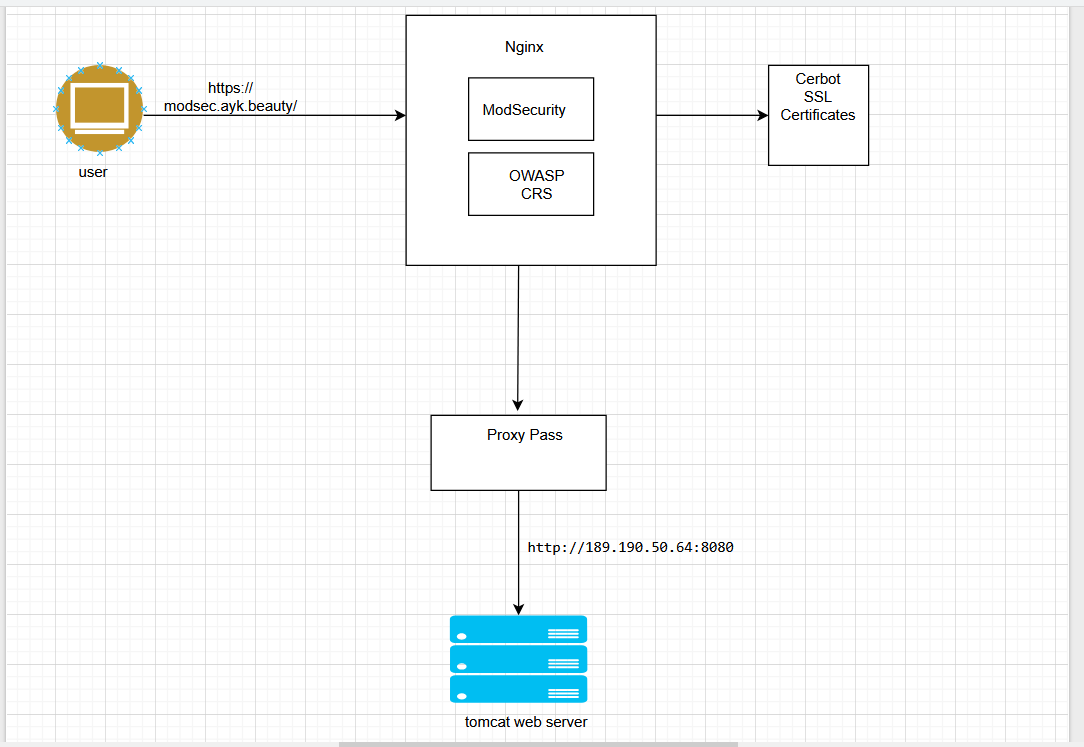 Nginx
https://
modsec.ayk.beauty/
user
ModSecurity
OWASP
CRS
Cerbot
SSL
Certificates
Proxy Pass
http://189.190.50.64:8080
tomcat web server